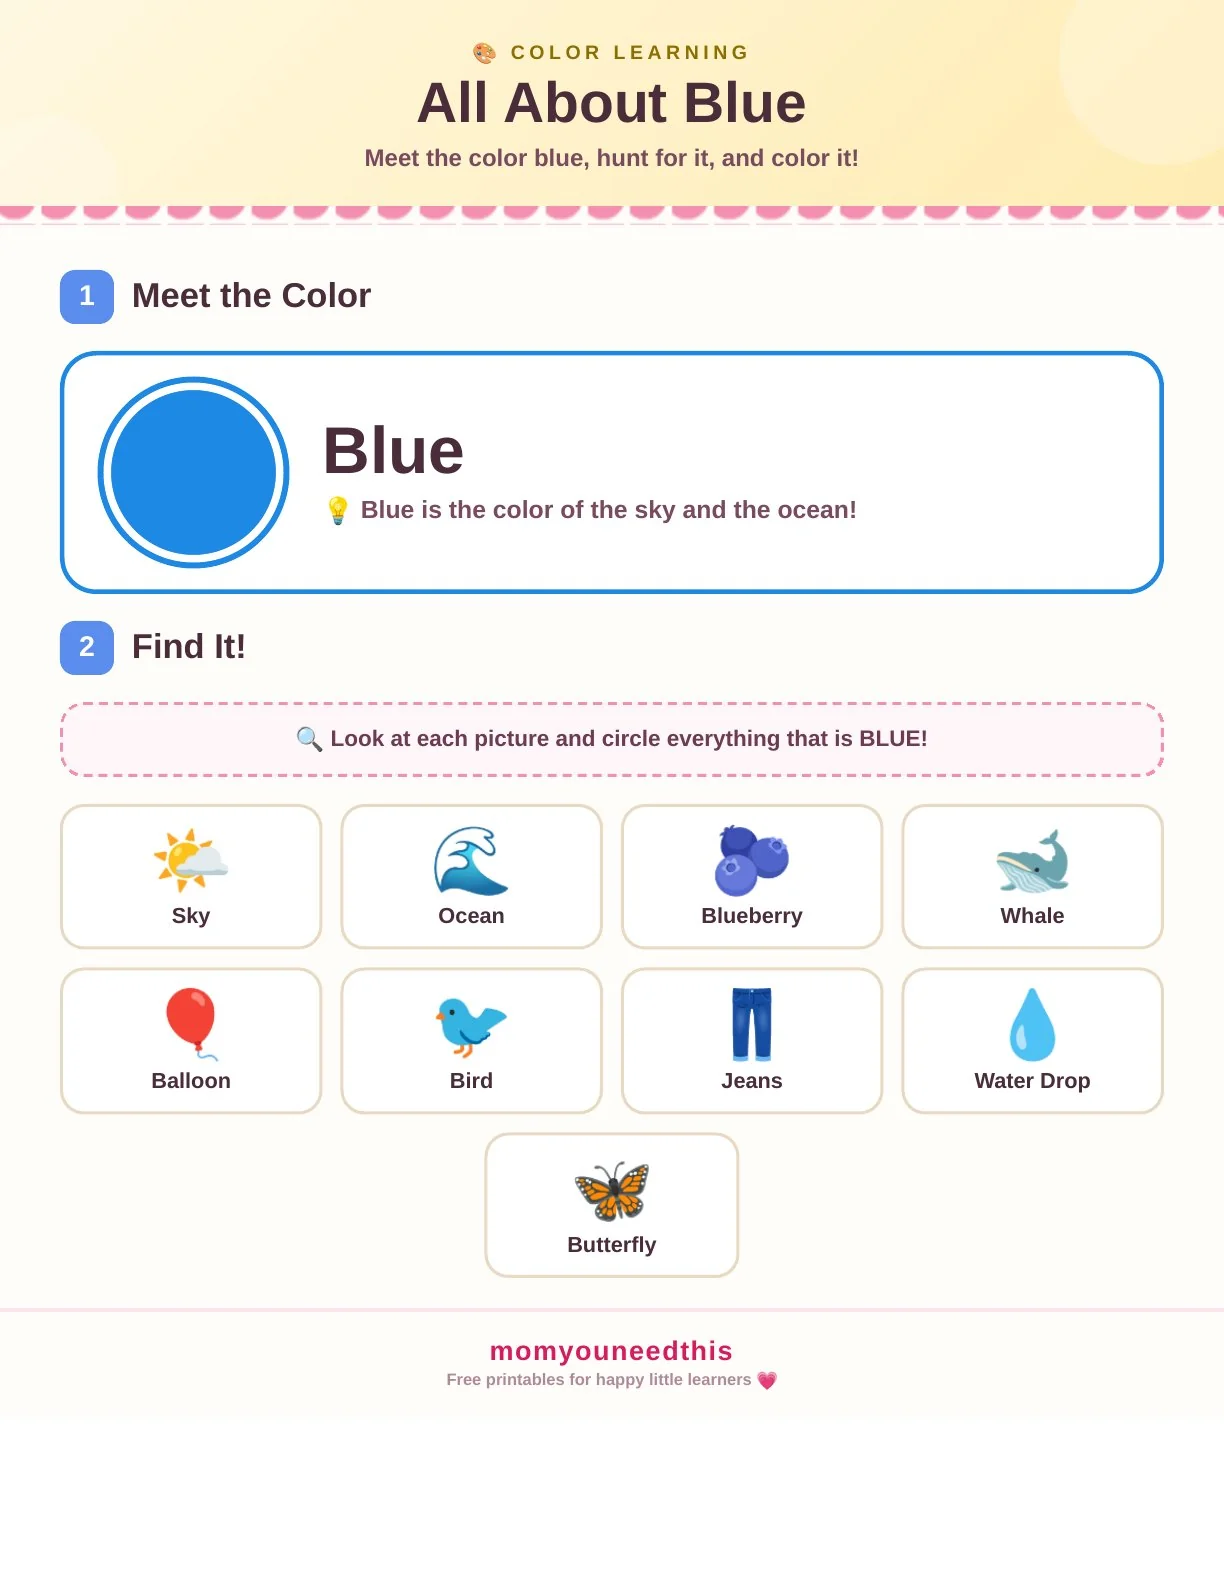 🎨 COLOR LEARNING
All About Blue
Meet the color blue, hunt for it, and color it!
1 Meet the Color
Blue
💡 Blue is the color of the sky and the ocean!
2 Find It!
🔍 Look at each picture and circle everything that is BLUE!
Sky Ocean Blueberry Whale
Balloon Bird Jeans Water Drop
Butterfly
momyouneedthis
Free printables for happy little learners 💗